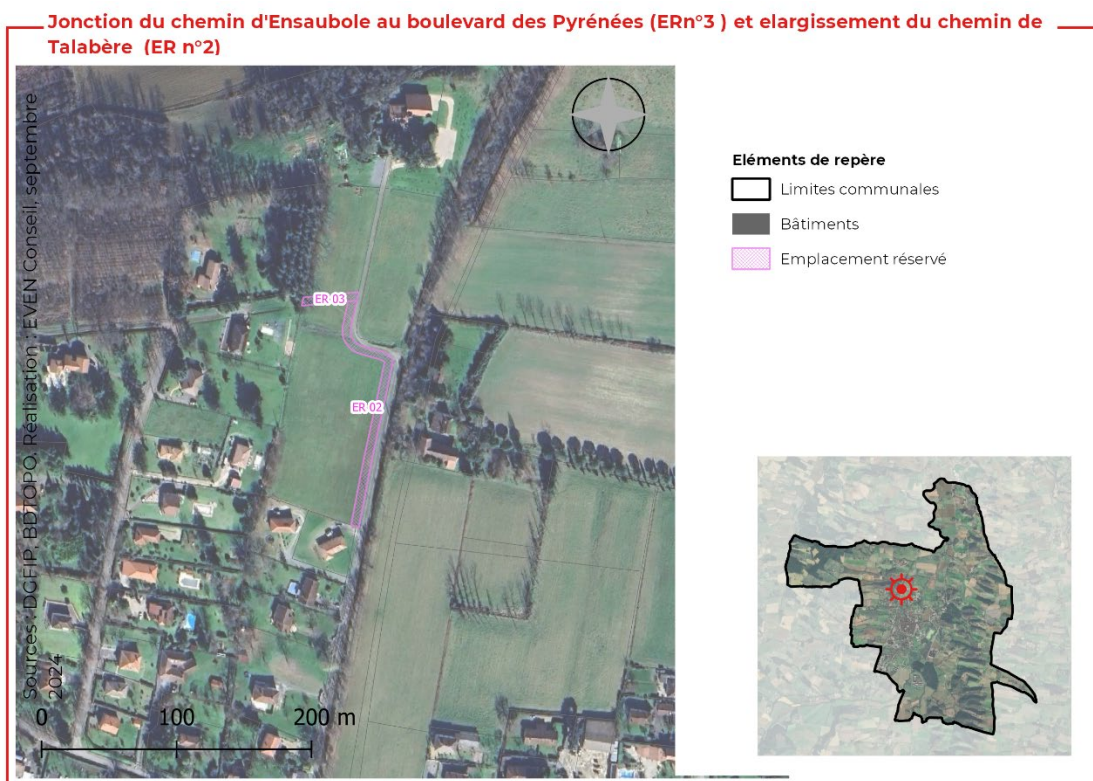 Jonction du chemin d'Ensaubole au boulevard des Pyrénées (ERn°3 ) et elargissement du chemin de
Talabère (ER n°2)
Sources : DGFIP, BDTOPO, Réalisation : EVEN Conseil, septembre
2024
ER 03
ER 02
0 100 200 m
Eléments de repère
Limites communales
Bâtiments
Emplacement réservé